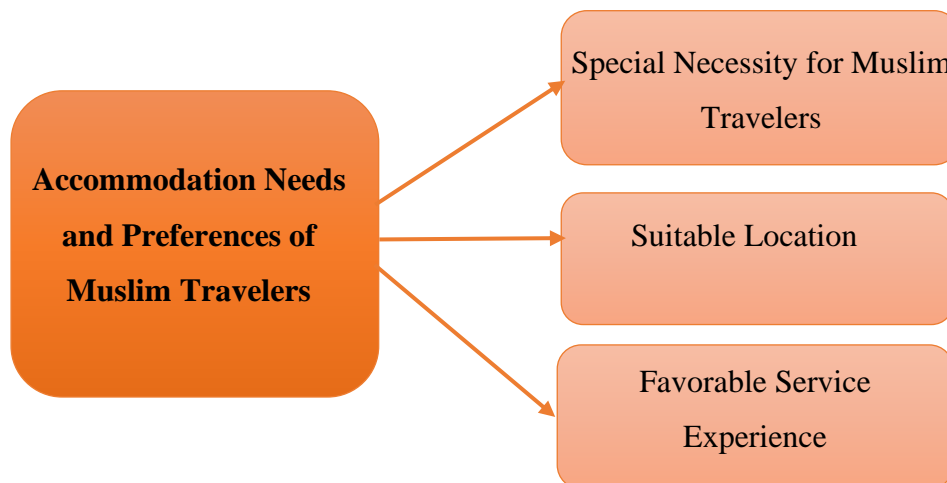 Accommodation Needs
and Preferences of
Muslim Travelers
Special Necessity for Muslim
Travelers
Suitable Location
Favorable Service
Experience